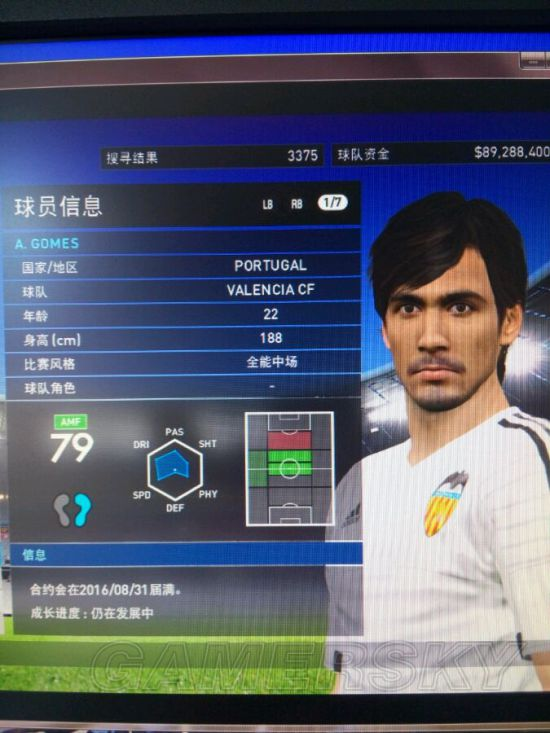 搜寻结果 3375 球队资金 $89,288,400
球员信息 LB RB 1/7
A. GOMES
国家/地区 PORTUGAL
球队 VALENCIA CF
年龄 22
身高(cm) 188
比赛风格 全能中场
球队角色 -
AMF
79
PAS
DRI SHT
SPD PHY
DEF
信息
合约会在2016/08/31届满。
成长进度:仍在发展中
GAMERSKY